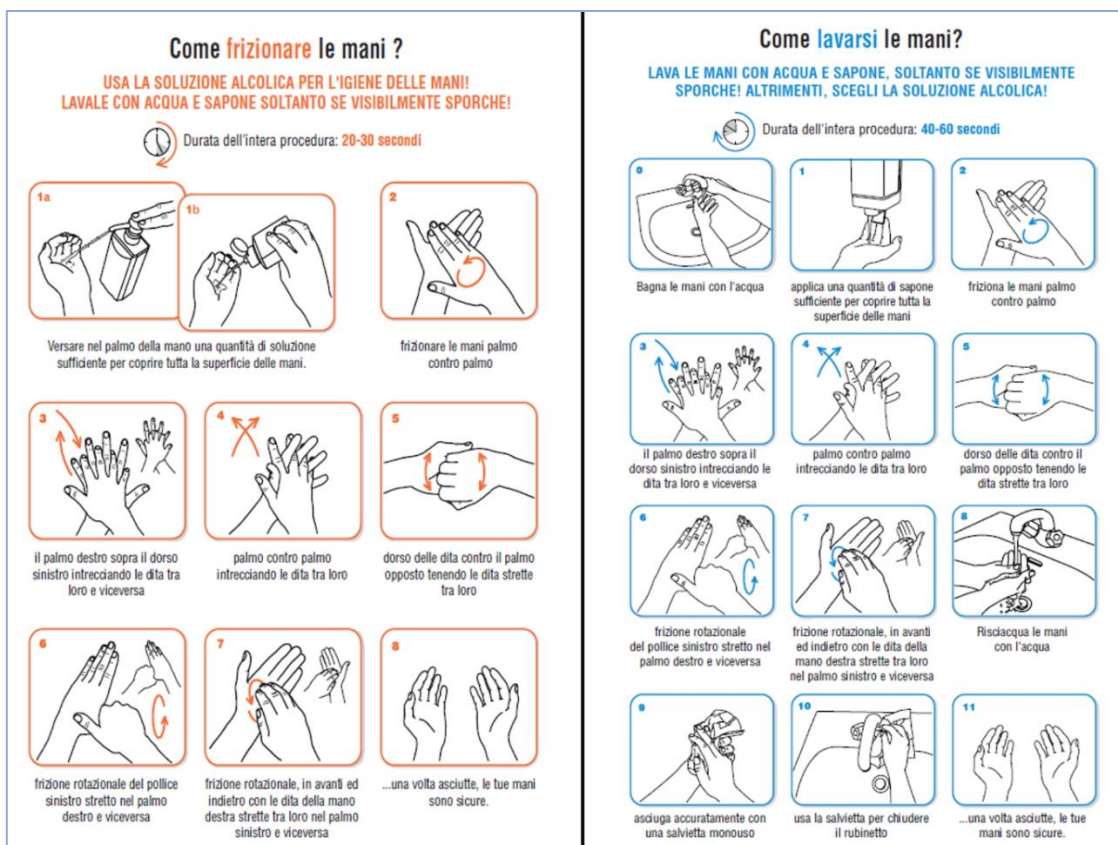 Come frizionare le mani ?
USA LA SOLUZIONE ALCOLICA PER L'IGIENE DELLE MANI!
LAVALE CON ACQUA E SAPONE SOLTANTO SE VISIBILMENTE SPORCHE!
Durata dell'intera procedura: 20-30 secondi
1a
1b
Versare nel palmo della mano una quantità di soluzione
sufficiente per coprire tutta la superficie delle mani.
2
frizionare le mani palmo
contro palmo
3
il palmo destro sopra il dorso
sinistro intrecciando le dita tra
loro e viceversa
4
palmo contro palmo
intrecciando le dita tra loro
5
dorso delle dita contro il palmo
opposto tenendo le dita strette
tra loro
6
frizione rotazionale del pollice
sinistro stretto nel palmo
destro e viceversa
7
frizione rotazionale, in avanti ed
indietro con le dita della mano
destra strette tra loro nel palmo
sinistro e viceversa
8
...una volta asciutte, le tue mani
sono sicure.
Come lavarsi le mani?
LAVA LE MANI CON ACQUA E SAPONE, SOLTANTO SE VISIBILMENTE
SPORCHE! ALTRIMENTI, SCEGLI LA SOLUZIONE ALCOLICA!
Durata dell'intera procedura: 40-60 secondi
0
Bagna le mani con l'acqua
1
applica una quantità di sapone
sufficiente per coprire tutta la
superficie delle mani
2
friziona le mani palmo
contro palmo
3
il palmo destro sopra il
dorso sinistro intrecciando le
dita tra loro e viceversa
4
palmo contro palmo
intrecciando le dita tra loro
5
dorso delle dita contro il
palmo opposto tenendo le
dita strette tra loro
6
frizione rotazionale
del pollice sinistro stretto nel
palmo destro e viceversa
7
frizione rotazionale, in avanti
ed indietro con le dita della
mano destra strette tra loro
nel palmo sinistro e viceversa
8
Risciacqua le mani
con l'acqua
9
asciuga accuratamente con
una salvietta monouso
10
usa la salvietta per chiudere
il rubinetto
11
...una volta asciutte, le tue
mani sono sicure.